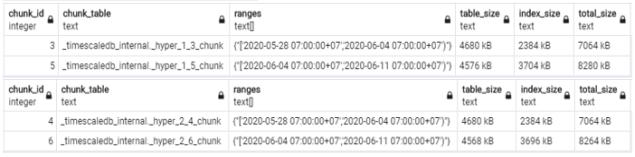 chunk_id chunk_table ranges table_size index_size total_size
integer text text[] text text text
3 _timescaledb_internal._hyper_1_3_chunk {"['2020-05-28 07:00:00+07','2020-06-04 07:00:00+07')"} 4680 kB 2384 kB 7064 kB
5 _timescaledb_internal._hyper_1_5_chunk {"['2020-06-04 07:00:00+07','2020-06-11 07:00:00+07')"} 4576 kB 3704 kB 8280 kB
chunk_id chunk_table ranges table_size index_size total_size
integer text text[] text text text
4 _timescaledb_internal._hyper_2_4_chunk {"['2020-05-28 07:00:00+07','2020-06-04 07:00:00+07')"} 4680 kB 2384 kB 7064 kB
6 _timescaledb_internal._hyper_2_6_chunk {"['2020-06-04 07:00:00+07','2020-06-11 07:00:00+07')"} 4568 kB 3696 kB 8264 kB